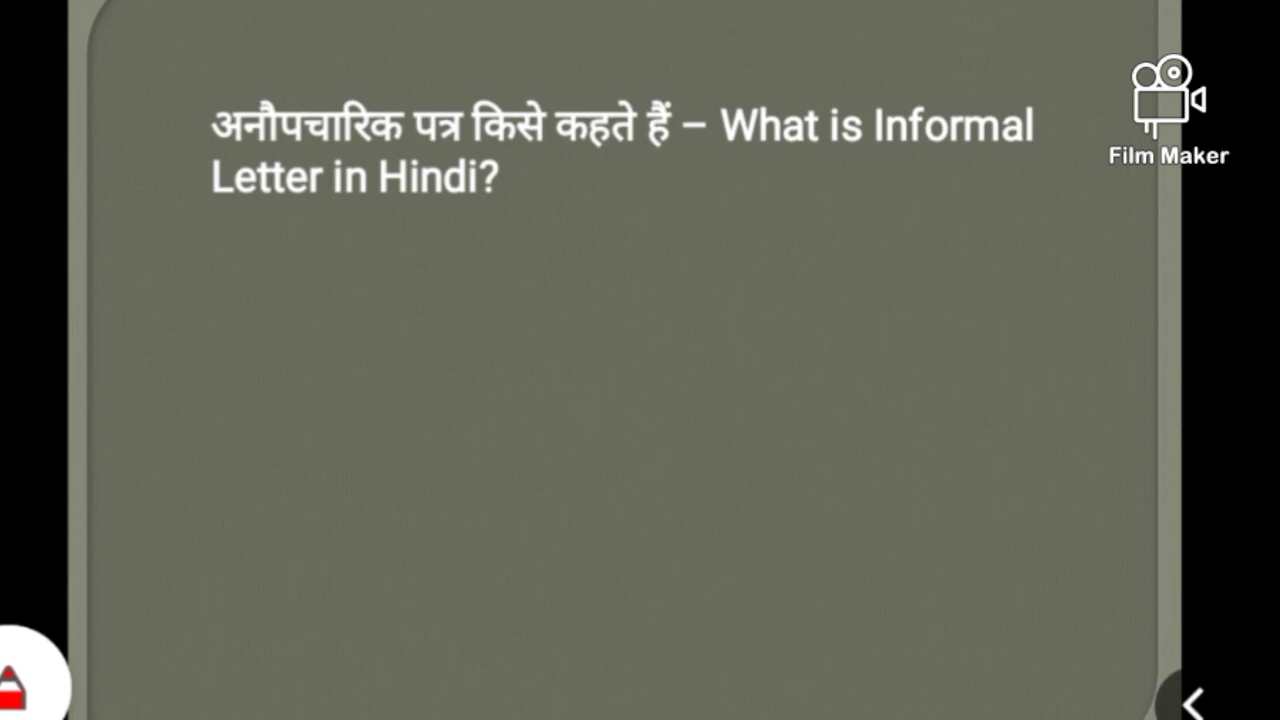 अनौपचारिक पत्र किसे कहते हैं – What is Informal
Letter in Hindi?
Film Maker